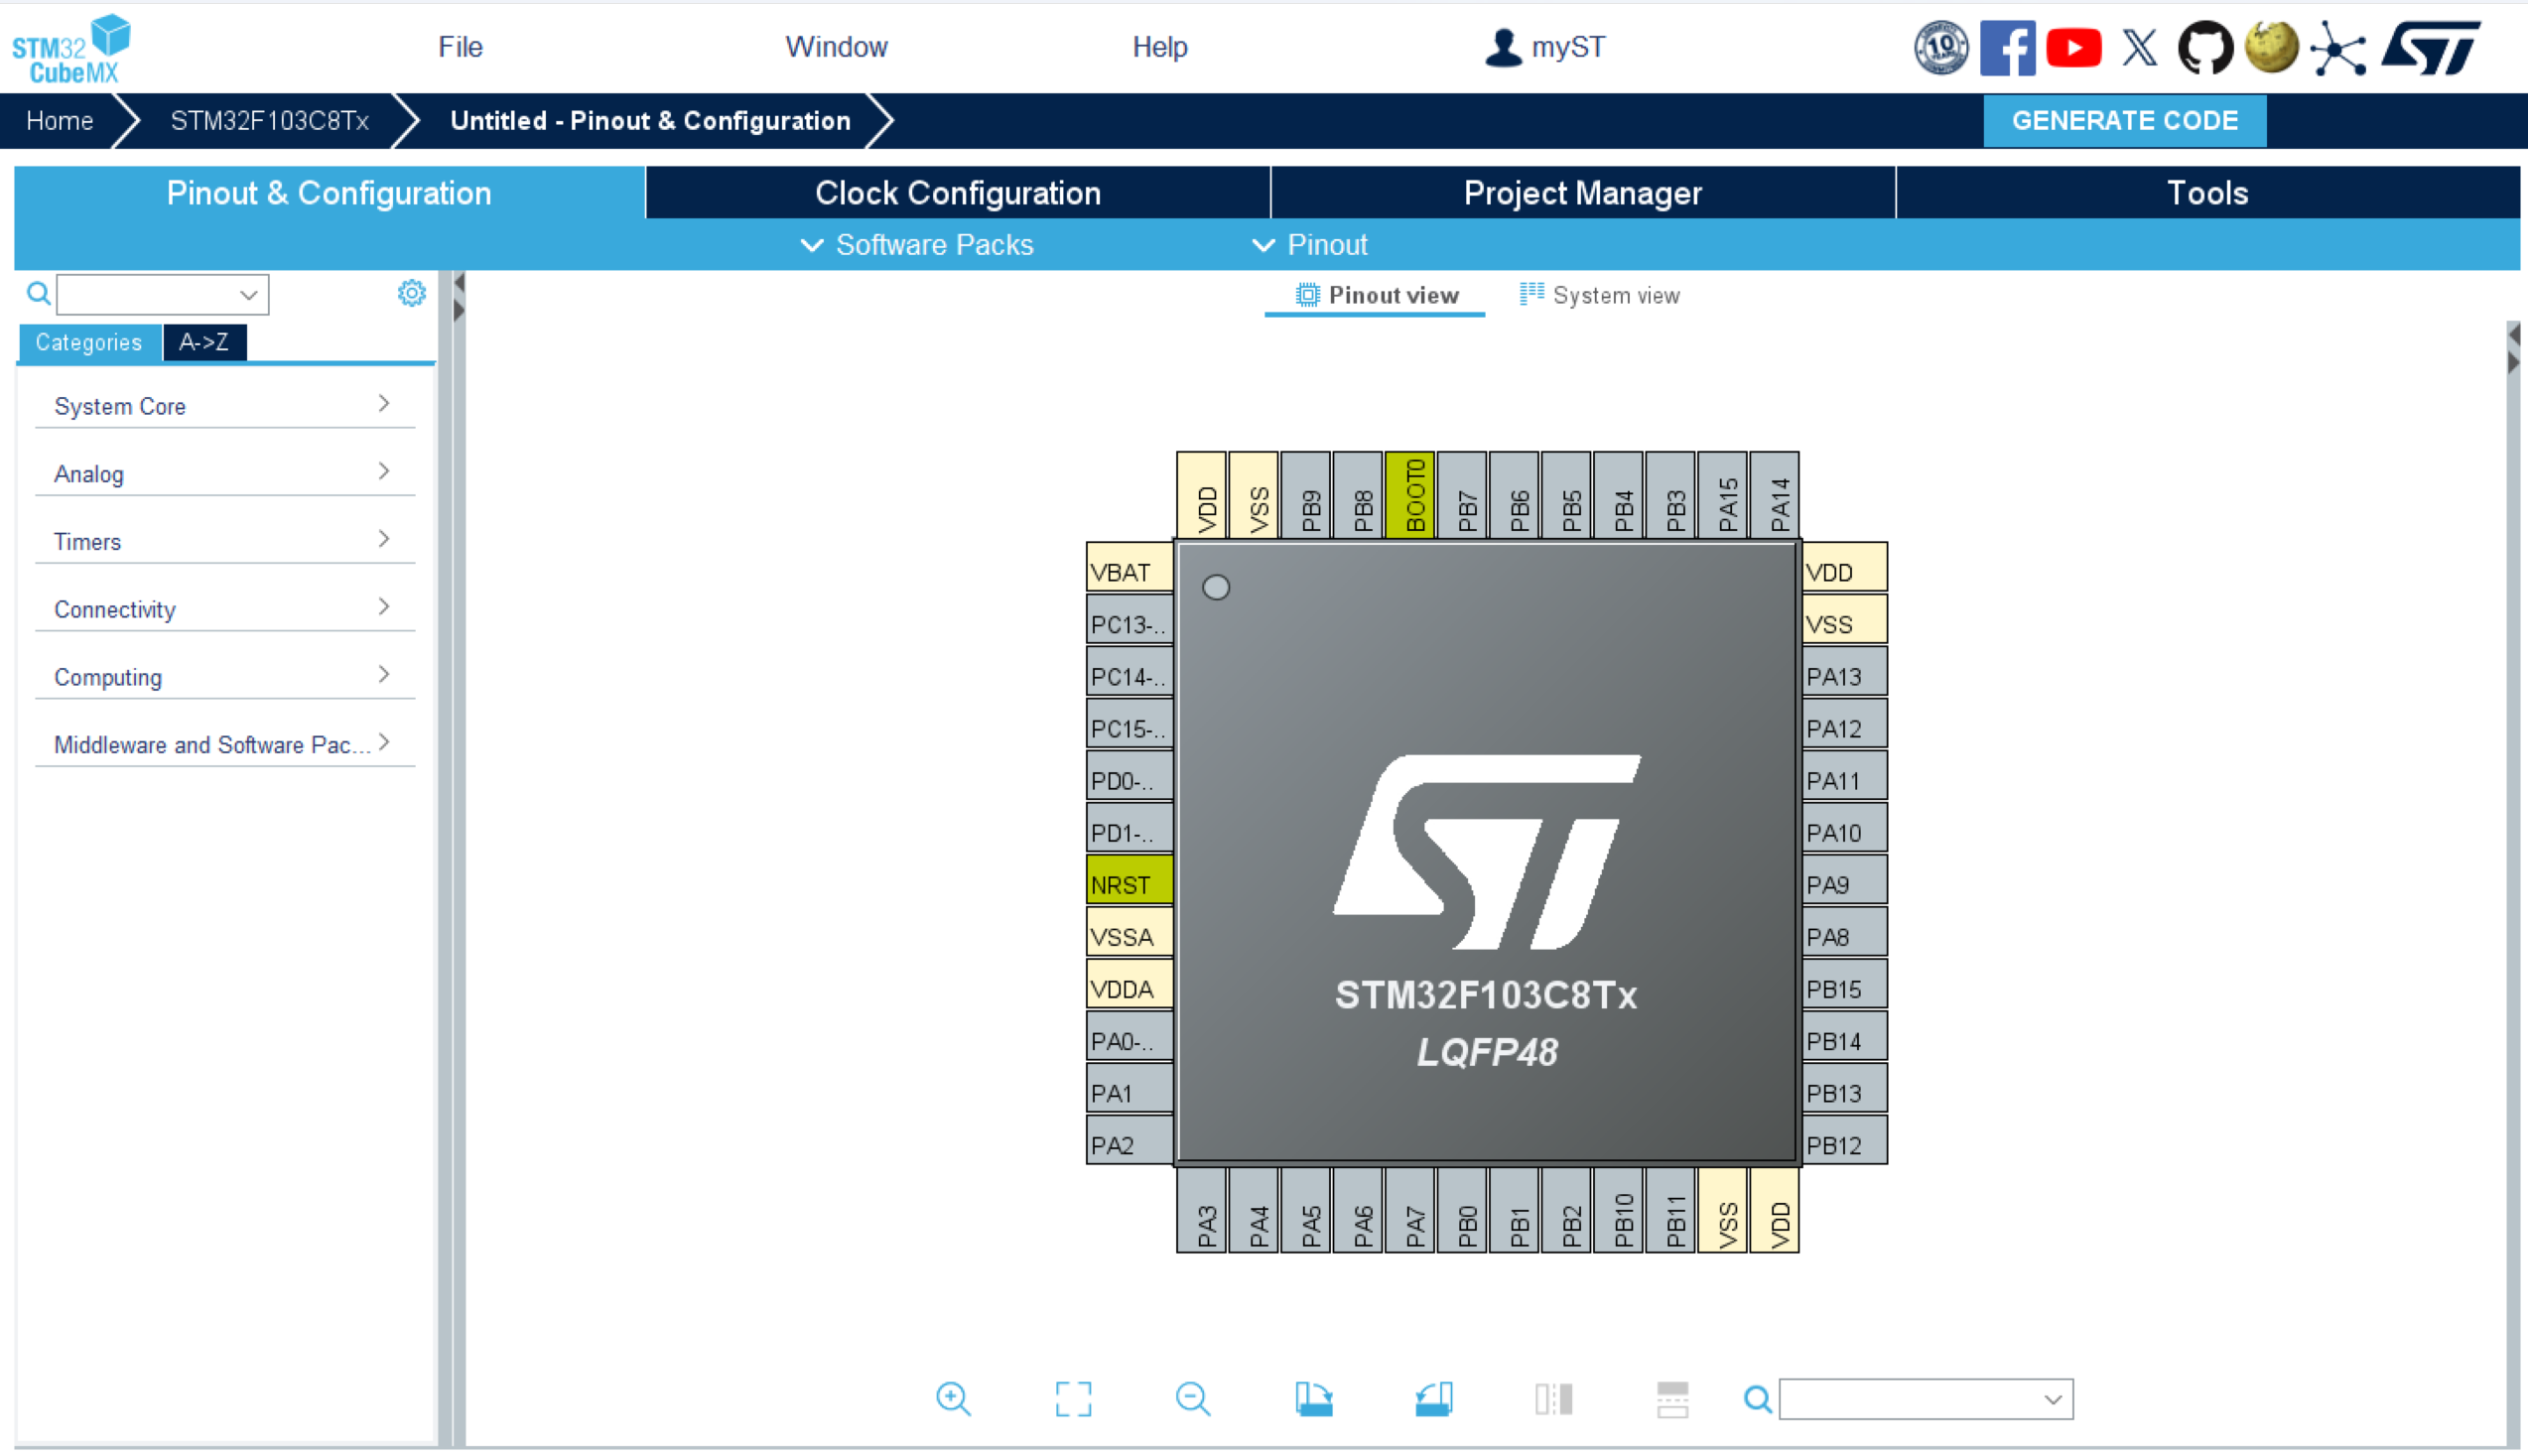 STM32
CubeMX
File
Window
Help
myST
10
Home
STM32F103C8Tx
Untitled - Pinout & Configuration
GENERATE CODE
Pinout & Configuration
Clock Configuration
Project Manager
Tools
Software Packs
Pinout
Pinout view
System view
Categories
A->Z
System Core
Analog
Timers
Connectivity
Computing
Middleware and Software Pac...
VDD
VSS
PB9
PB8
BOOT0
PB7
PB6
PB5
PB4
PB3
PA15
PA14
VBAT
PC13-..
PC14-..
PC15-..
PD0-..
PD1-..
NRST
VSSA
VDDA
PA0-..
PA1
PA2
VDD
VSS
PA13
PA12
PA11
PA10
PA9
PA8
PB15
PB14
PB13
PB12
ST
STM32F103C8Tx
LQFP48
PA3
PA4
PA5
PA6
PA7
PB0
PB1
PB2
PB10
PB11
VSS
VDD